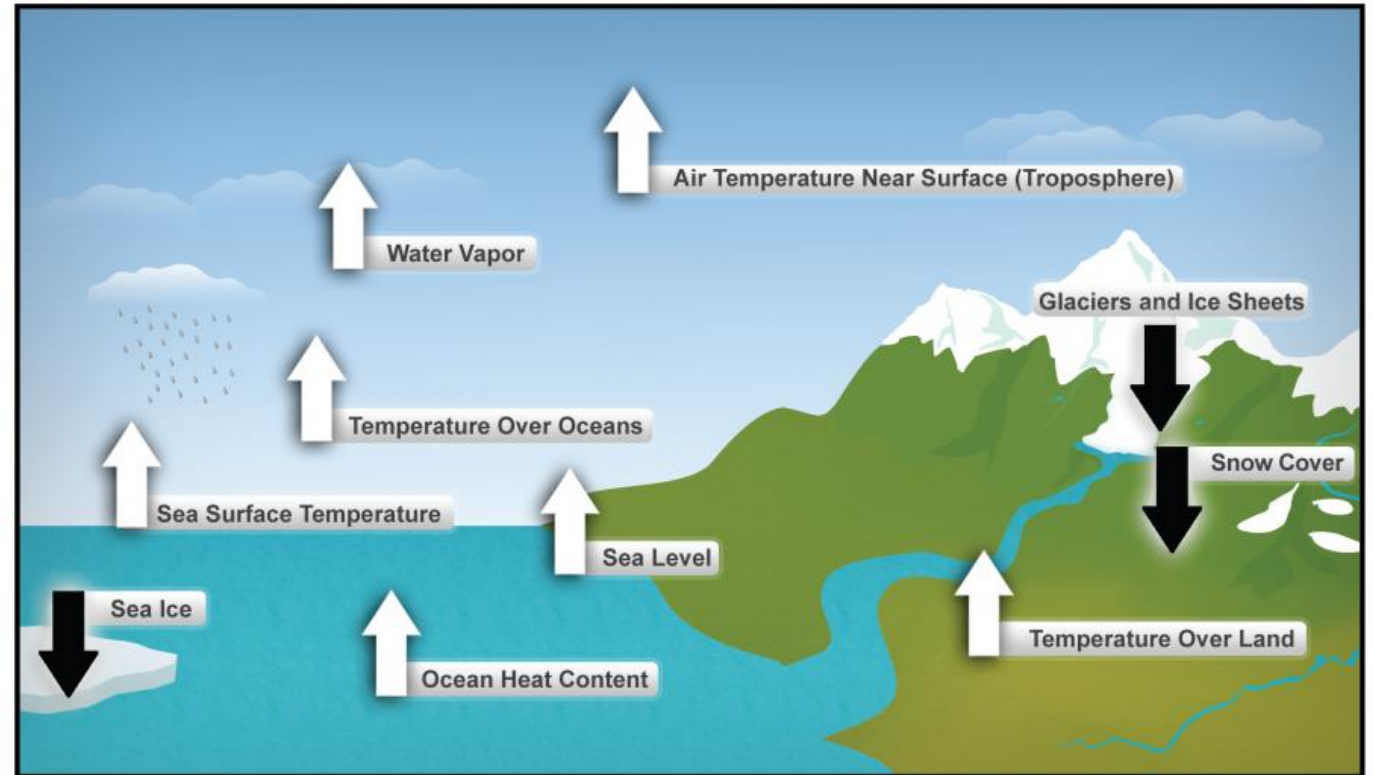 Air Temperature Near Surface (Troposphere)
Water Vapor
Glaciers and Ice Sheets
Temperature Over Oceans
Snow Cover
Sea Surface Temperature
Sea Level
Sea Ice
Temperature Over Land
Ocean Heat Content